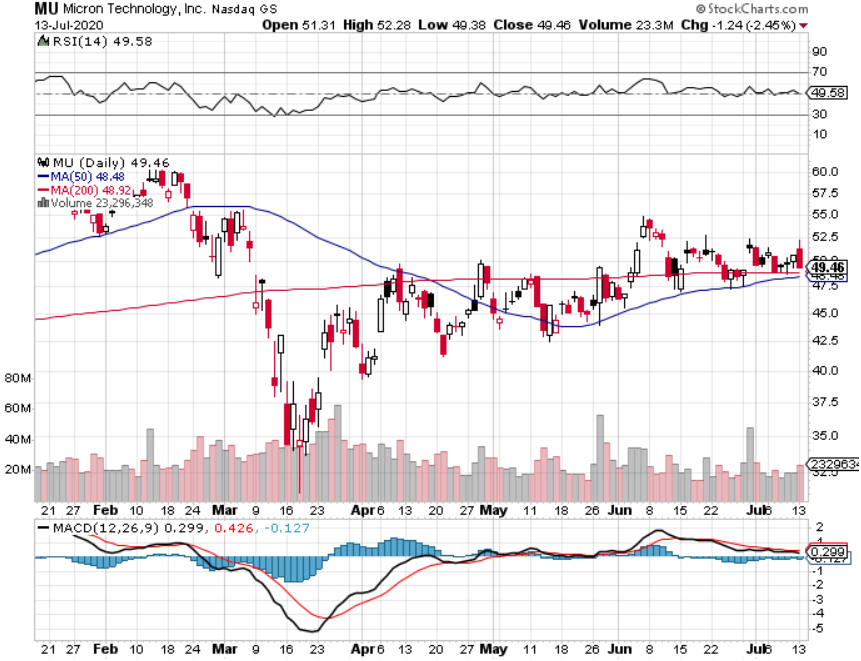 MU Micron Technology, Inc. Nasdaq GS © StockCharts.com
13-Jul-2020 Open 51.31 High 52.28 Low 49.38 Close 49.46 Volume 23.3M Chg -1.24 (-2.45%)
RSI(14) 49.58
90
70
49.58
30
10
MU (Daily) 49.46
MA(50) 48.48
MA(200) 48.92
Volume 23,296,348
60.0
57.5
55.0
52.5
49.46
47.5
45.0
42.5
40.0
37.5
35.0
32.5
80M
60M
40M
20M
2329634
21 27 Feb 10 18 24 Mar 9 16 23 Apr 6 13 20 27 May 11 18 26 Jun 8 15 22 Jul 6 13
MACD(12,26,9) 0.299, 0.426, -0.127
2
0.299
-1
-2
-3
-4
-5
21 27 Feb 10 18 24 Mar 9 16 23 Apr 6 13 20 27 May 11 18 26 Jun 8 15 22 Jul 6 13